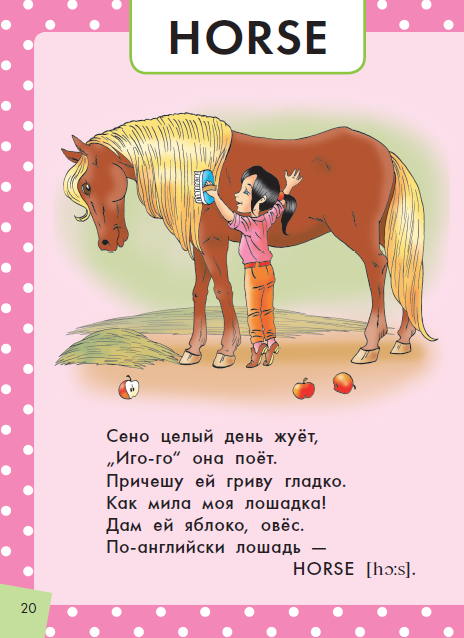 HORSE
Сено целый день жуёт,
„Иго-го“ она поёт.
Причешу ей гриву гладко.
Как мила моя лошадка!
Дам ей яблоко, овёс.
По-английски лошадь —
HORSE [hɔ:s].
20